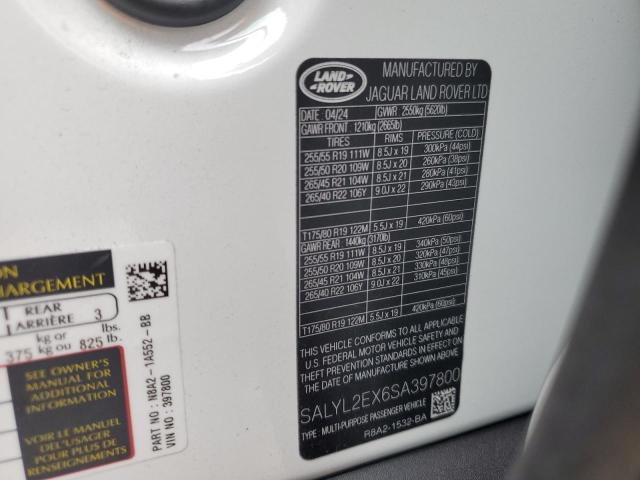 LAND
ROVER
MANUFACTURED BY
JAGUAR LAND ROVER LTD
DATE 04/24 GVWR 2550kg (5620lb)
GAWR FRONT 1210kg (2665lb)
TIRES RIMS PRESSURE (COLD)
255/55 R19 111W 8.5J x 19 300kPa (44psi)
255/50 R20 109W 8.5J x 20 260kPa (38psi)
265/45 R21 104W 8.5J x 21 280kPa (41psi)
265/40 R22 106Y 9.0J x 22 290kPa (43psi)
T175/80 R19 122M 5.5J x 19 420kPa (60psi)
GAWR REAR 1440kg (3170lb)
255/55 R19 111W 8.5J x 19 340kPa (50psi)
255/50 R20 109W 8.5J x 20 320kPa (47psi)
265/45 R21 104W 8.5J x 21 330kPa (48psi)
265/40 R22 106Y 9.0J x 22 310kPa (45psi)
T175/80 R19 122M 5.5J x 19 420kPa (60psi)
THIS VEHICLE CONFORMS TO ALL APPLICABLE
U.S. FEDERAL MOTOR VEHICLE SAFETY AND
THEFT PREVENTION STANDARDS IN EFFECT
ON THE DATE OF MANUFACTURE SHOWN ABOVE
SALYL2EX6SA397800
TYPE : MULTI-PURPOSE PASSENGER VEHICLE
R8A2-1532-BA
REAR
ARRIÈRE 3
kg or lbs.
375 kg ou 825 lb.
SEE OWNER'S
MANUAL FOR
ADDITIONAL
VOIR LE MANUEL
DE L'USAGER
POUR PLUS DE
RENSEIGNEMENTS
PART NO : N8A2-1A552-BB
VIN NO : 397800